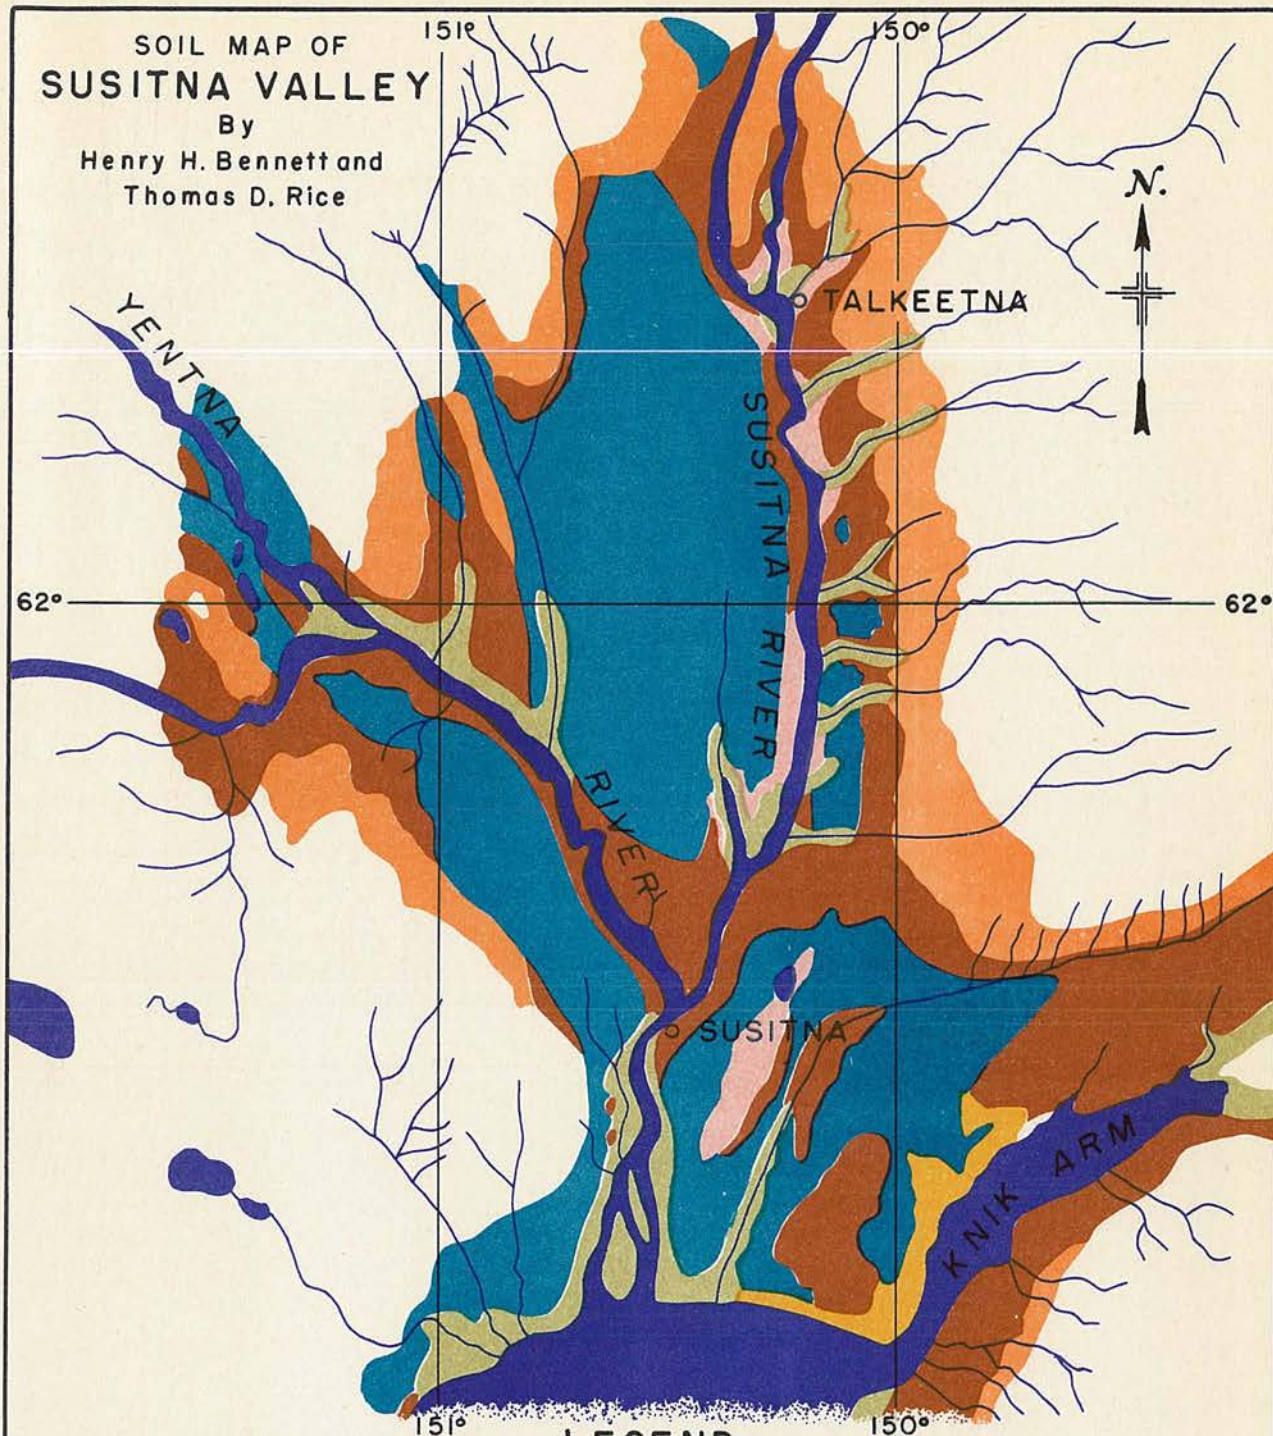 SOIL MAP OF
SUSITNA VALLEY
By
Henry H. Bennett and
Thomas D. Rice
151°
150°
N.
TALKEETNA
YENTNA
SUSITNA RIVER
62°
62°
RIVER
SUSITNA
KNIK ARM
151°
150°
LEGEND